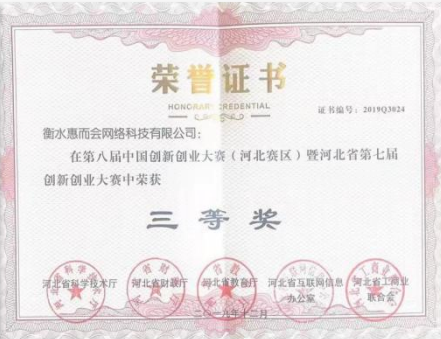 荣誉证书
HONORARY CREDENTIAL
证书编号：2019Q3024
衡水惠而会网络科技有限公司：
在第八届中国创新创业大赛（河北赛区）暨河北省第七届
创新创业大赛中荣获
三等奖
河北省科学技术厅 河北省财政厅 河北省教育厅 河北省互联网信息办公室 河北省工商业联合会
二〇一九年十二月